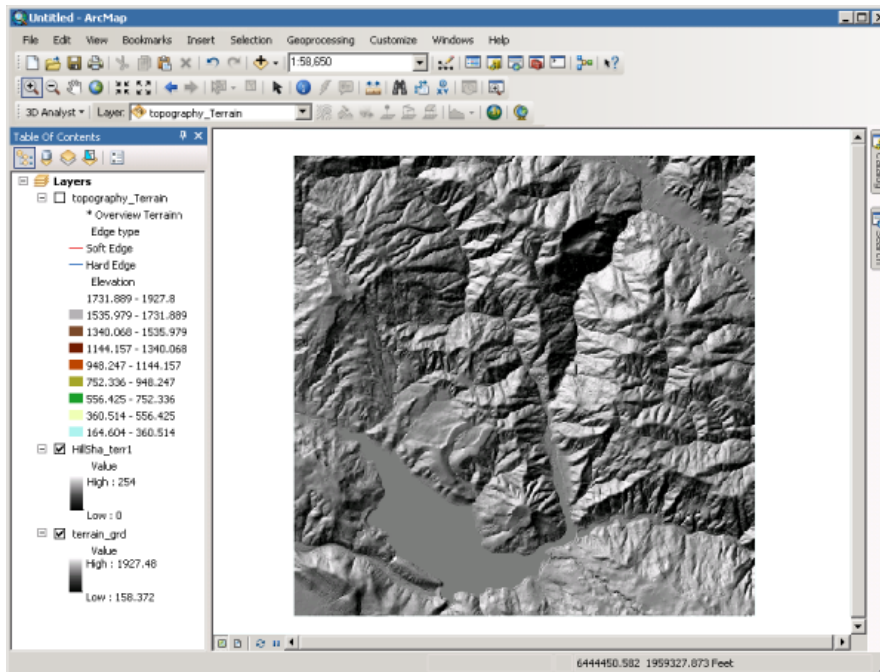 Untitled - ArcMap
File Edit View Bookmarks Insert Selection Geoprocessing Customize Windows Help
1:58,650
3D Analyst Layer: topography_Terrain
Table Of Contents
Layers
topography_Terrain
* Overview Terrainn
Edge type
Soft Edge
Hard Edge
Elevation
1731.889 - 1927.8
1535.979 - 1731.889
1340.068 - 1535.979
1144.157 - 1340.068
948.247 - 1144.157
752.336 - 948.247
556.425 - 752.336
360.514 - 556.425
164.604 - 360.514
HillSha_terr1
Value
High : 254
Low : 0
terrain_grd
Value
High : 1927.48
Low : 158.372
6444450.582 1959327.873 Feet